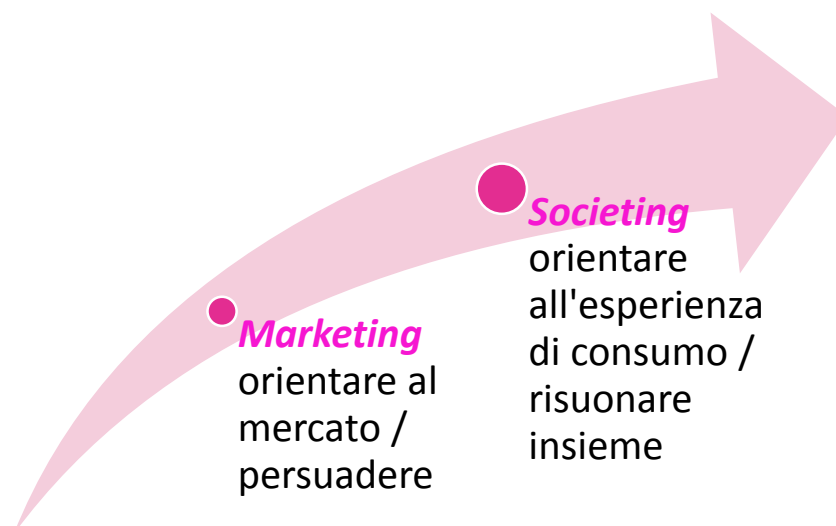 Marketing
orientare al
mercato /
persuadere
Societing
orientare
all'esperienza
di consumo /
risuonare
insieme